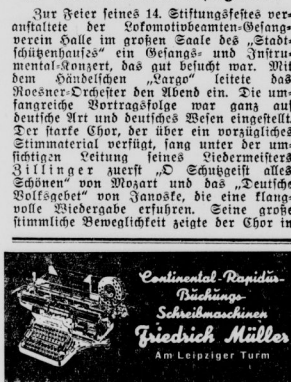 Zur Feier seines 14. Stiftungsfestes ver-
anstaltete der Lokomotivbeamten-Gesang-
verein Halle im großen Saale des „Stadt-
schützenhauses“ ein Gesangs- und Instru-
mental-Konzert, das gut besucht war. Mit
dem Händelschen „Largo“ leitete das
Roesner-Orchester den Abend ein. Die um-
fangreiche Vortragsfolge war ganz auf
deutsche Art und deutsches Wesen eingestellt.
Der starke Chor, der über ein vorzügliches
Stimmaterial verfügt, sang unter der um-
sichtigen Leitung seines Liedermeisters
Zillinger zuerst „O Schutzgeist alles
Schönen“ von Mozart und das „Deutsche
Volksgebet“ von Janoske, die eine klang-
volle Wiedergabe erfuhren. Seine große
stimmliche Beweglichkeit zeigte der Chor in
Continental-Rapidus-
Buchungs-
Schreibmaschinen
Friedrich Müller
Am Leipziger Turm